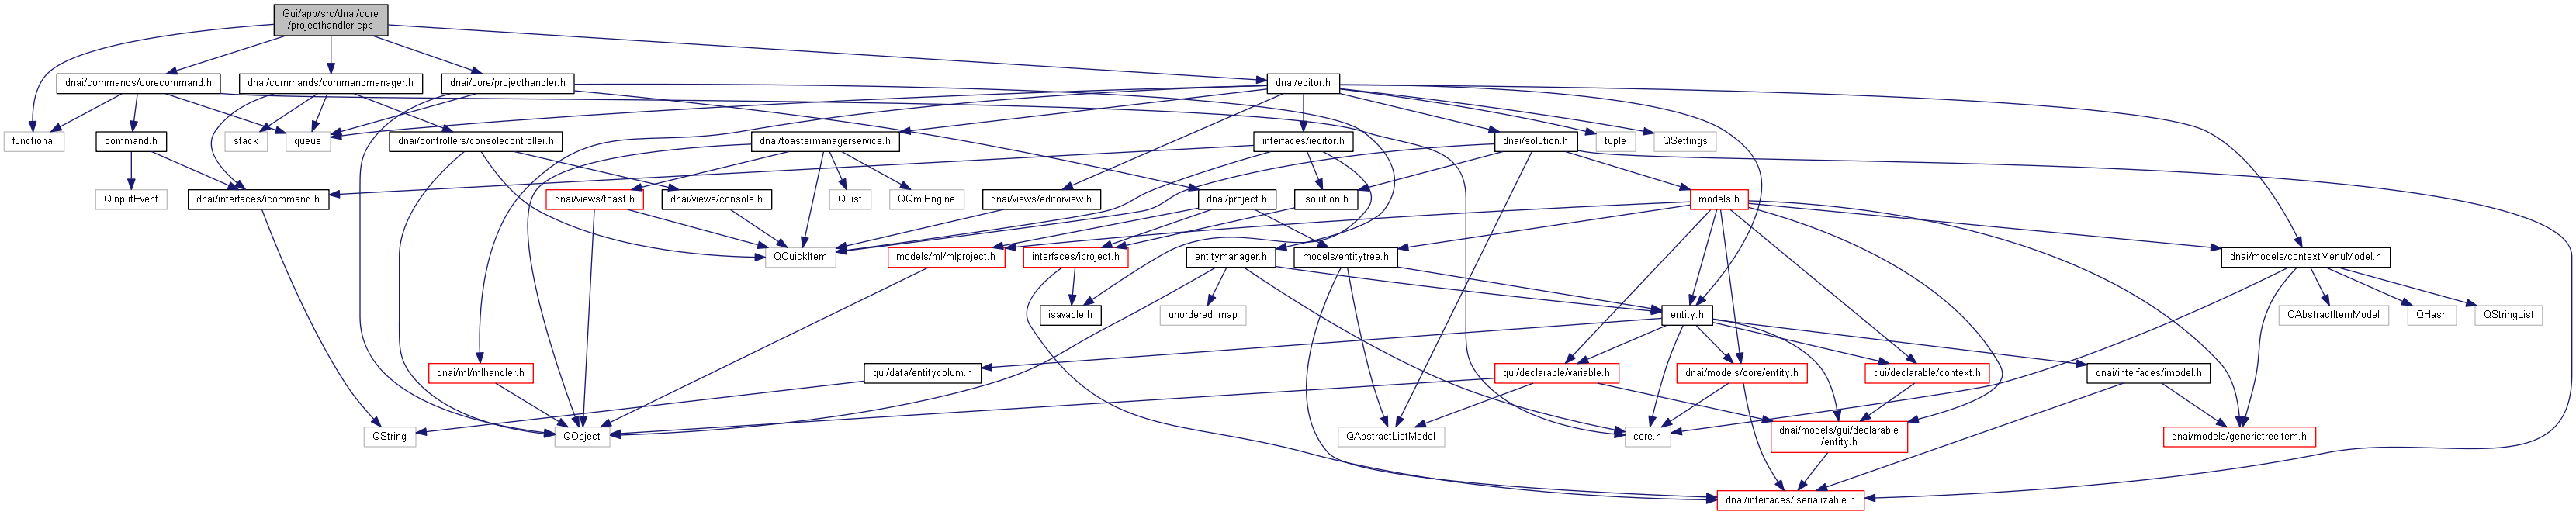 Gui/app/src/dnai/core
/projecthandler.cpp
dnai/commands/corecommand.h
dnai/commands/commandmanager.h
dnai/core/projecthandler.h
dnai/editor.h
functional
command.h
stack
queue
dnai/controllers/consolecontroller.h
dnai/toastermanagerservice.h
interfaces/ieditor.h
dnai/solution.h
tuple
QSettings
QInputEvent
dnai/interfaces/icommand.h
dnai/views/toast.h
dnai/views/console.h
QList
QQmlEngine
dnai/views/editorview.h
dnai/project.h
isolution.h
models.h
QQuickItem
models/ml/mlproject.h
interfaces/iproject.h
entitymanager.h
models/entitytree.h
dnai/models/contextMenuModel.h
isavable.h
unordered_map
entity.h
QAbstractItemModel
QHash
QStringList
dnai/ml/mlhandler.h
gui/data/entitycolum.h
gui/declarable/variable.h
dnai/models/core/entity.h
gui/declarable/context.h
dnai/interfaces/imodel.h
QString
QObject
QAbstractListModel
core.h
dnai/models/gui/declarable
/entity.h
dnai/models/generictreeitem.h
dnai/interfaces/iserializable.h